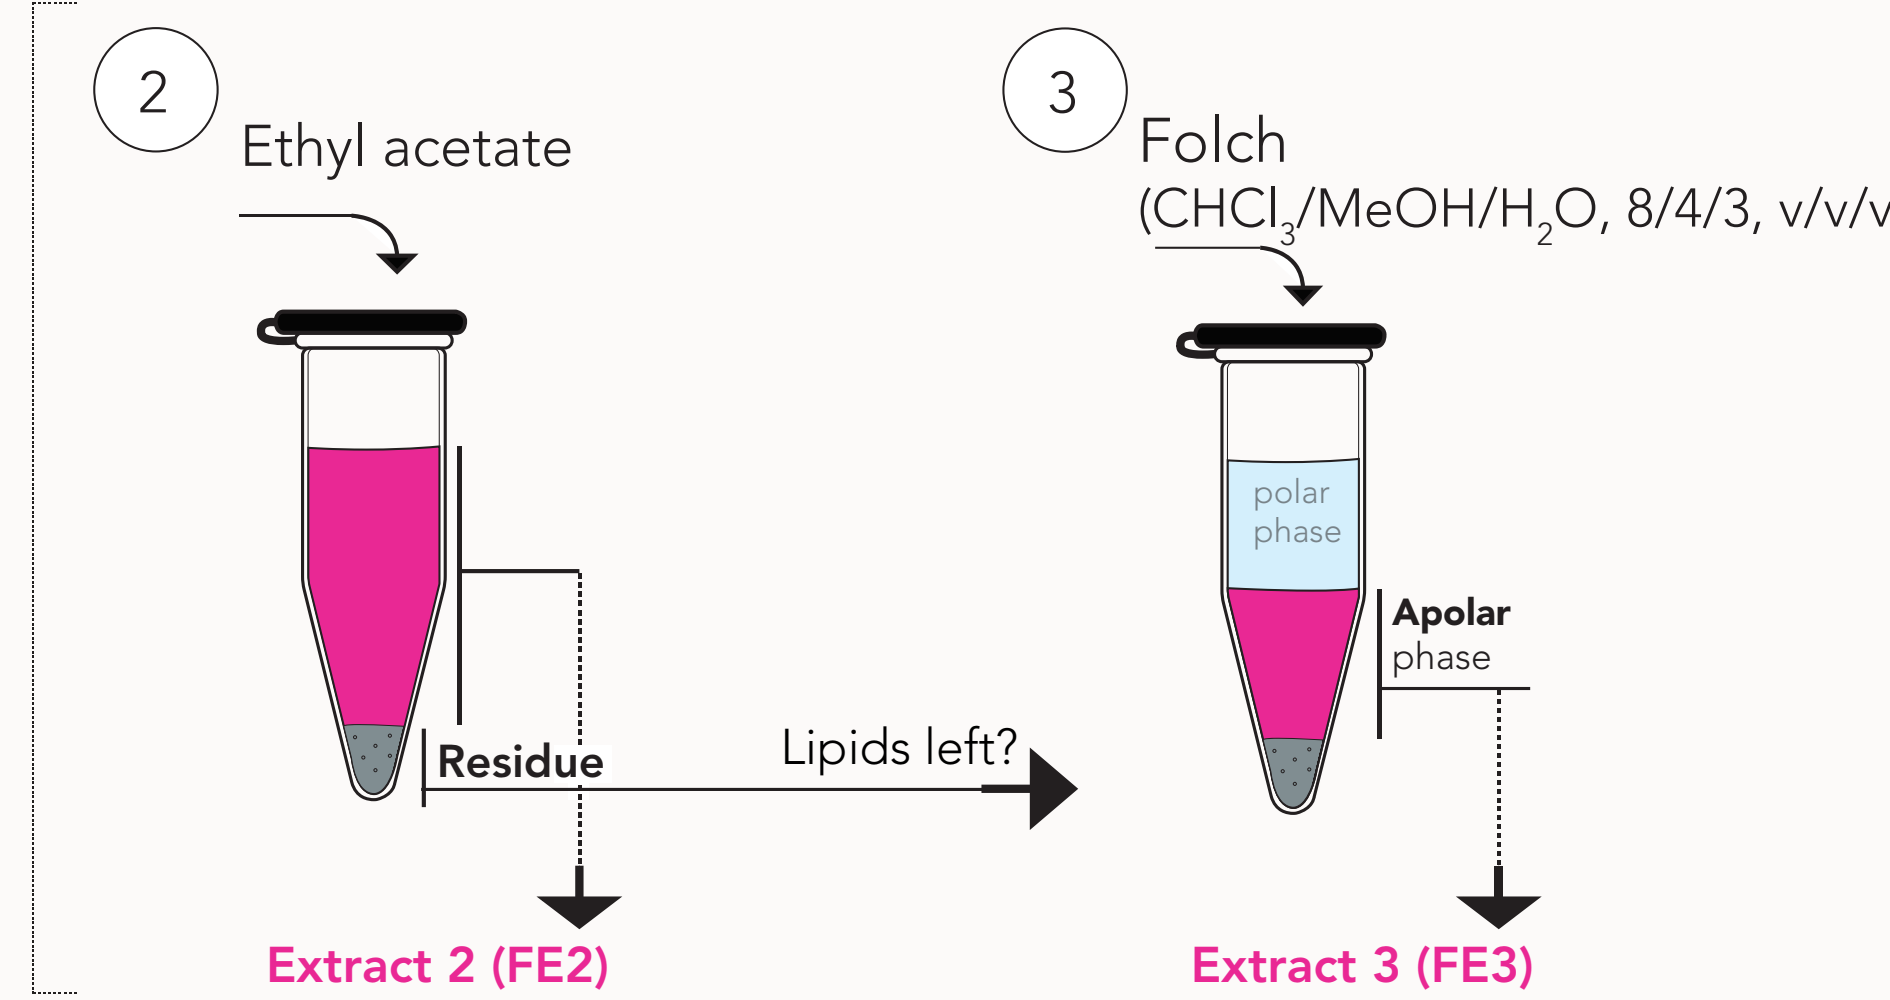 2
Ethyl acetate
Residue
Extract 2 (FE2)
Lipids left?
3
Folch
(CHCl₃/MeOH/H₂O, 8/4/3, v/v/v
polar
phase
Apolar
phase
Extract 3 (FE3)